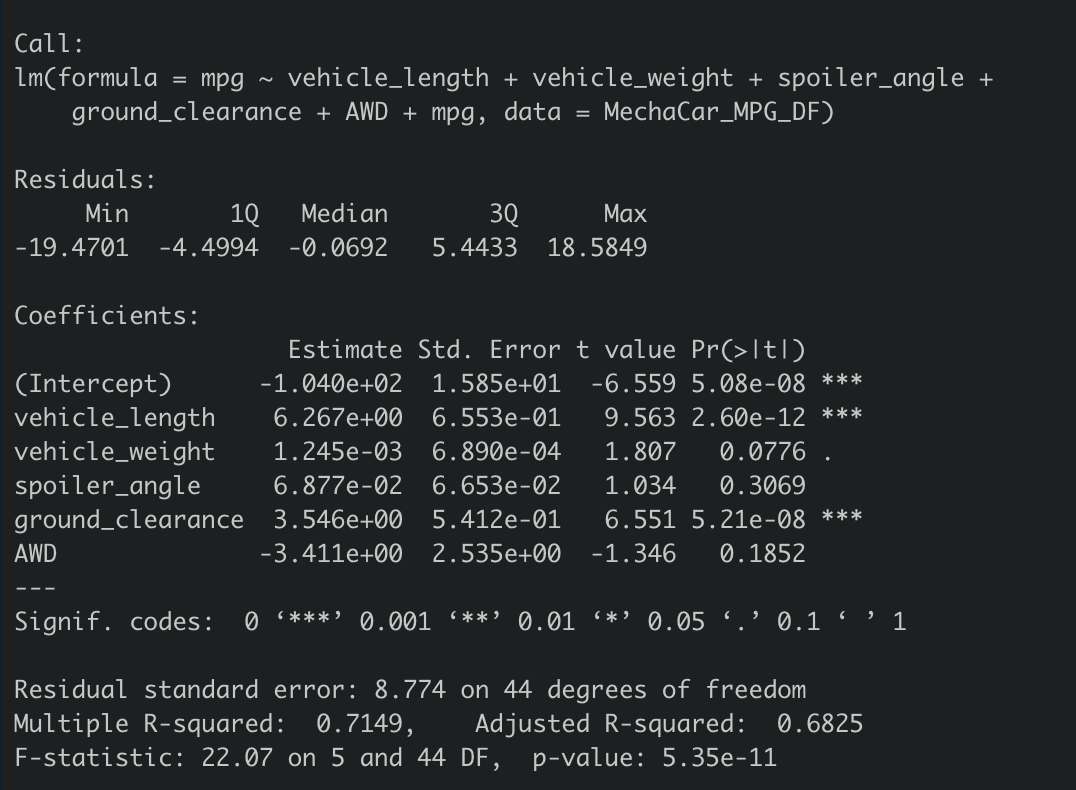 Call:
lm(formula = mpg ~ vehicle_length + vehicle_weight + spoiler_angle +
    ground_clearance + AWD + mpg, data = MechaCar_MPG_DF)

Residuals:
     Min       1Q   Median       3Q      Max
-19.4701  -4.4994  -0.0692   5.4433  18.5849

Coefficients:
                   Estimate Std. Error t value Pr(>|t|)
(Intercept)      -1.040e+02  1.585e+01  -6.559 5.08e-08 ***
vehicle_length    6.267e+00  6.553e-01   9.563 2.60e-12 ***
vehicle_weight    1.245e-03  6.890e-04   1.807   0.0776 .
spoiler_angle     6.877e-02  6.653e-02   1.034   0.3069
ground_clearance  3.546e+00  5.412e-01   6.551 5.21e-08 ***
AWD              -3.411e+00  2.535e+00  -1.346   0.1852
---
Signif. codes:  0 ‘***’ 0.001 ‘**’ 0.01 ‘*’ 0.05 ‘.’ 0.1 ‘ ’ 1

Residual standard error: 8.774 on 44 degrees of freedom
Multiple R-squared:  0.7149,    Adjusted R-squared:  0.6825
F-statistic: 22.07 on 5 and 44 DF,  p-value: 5.35e-11